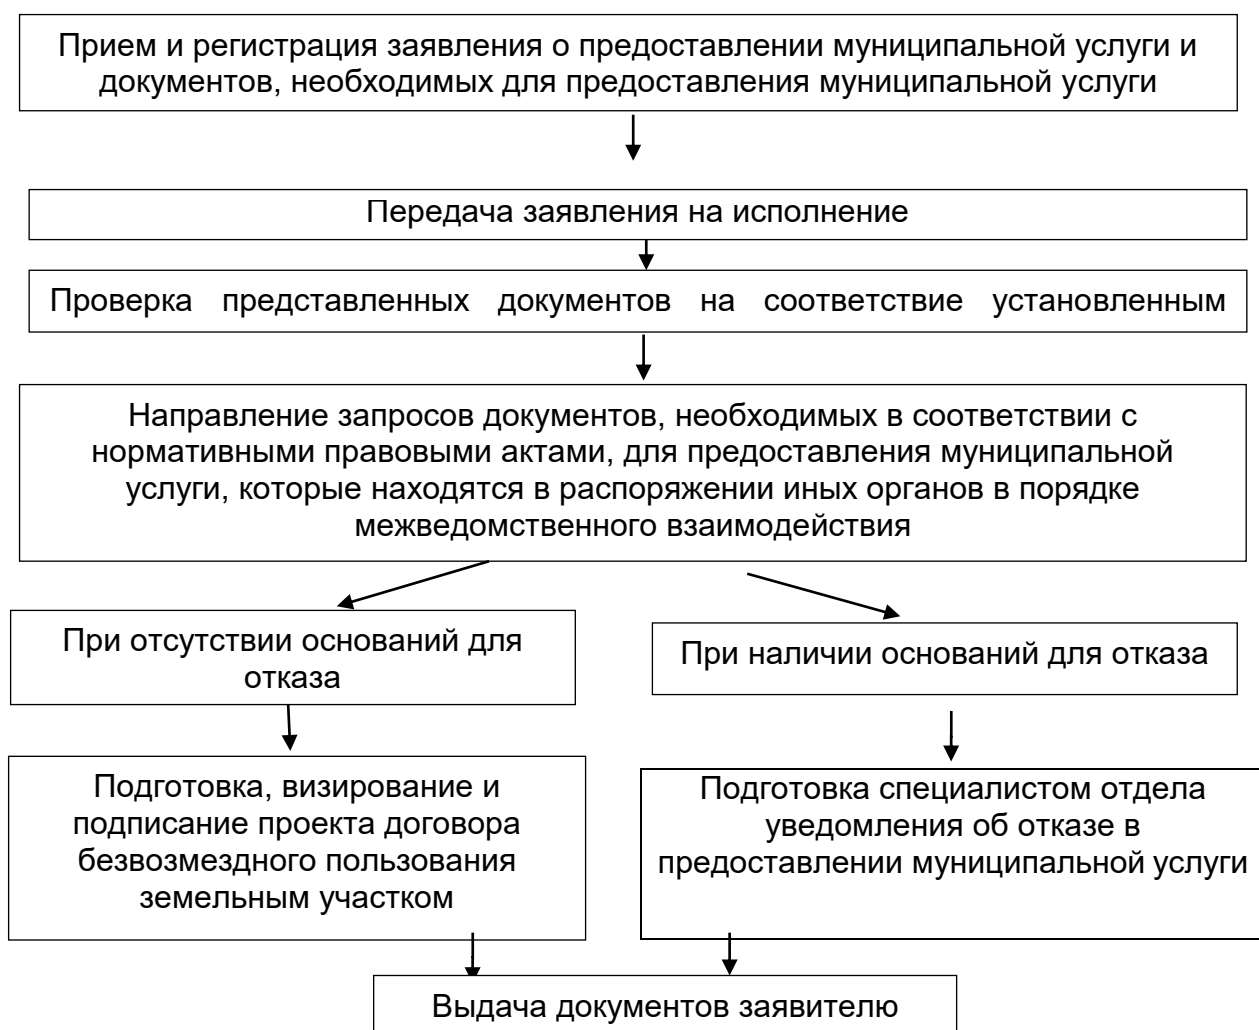 Прием и регистрация заявления о предоставлении муниципальной услуги и
документов, необходимых для предоставления муниципальной услуги
Передача заявления на исполнение
Проверка представленных документов на соответствие установленным
Направление запросов документов, необходимых в соответствии с
нормативными правовыми актами, для предоставления муниципальной
услуги, которые находятся в распоряжении иных органов в порядке
межведомственного взаимодействия
При отсутствии оснований для
отказа
При наличии оснований для отказа
Подготовка, визирование и
подписание проекта договора
безвозмездного пользования
земельным участком
Подготовка специалистом отдела
уведомления об отказе в
предоставлении муниципальной услуги
Выдача документов заявителю